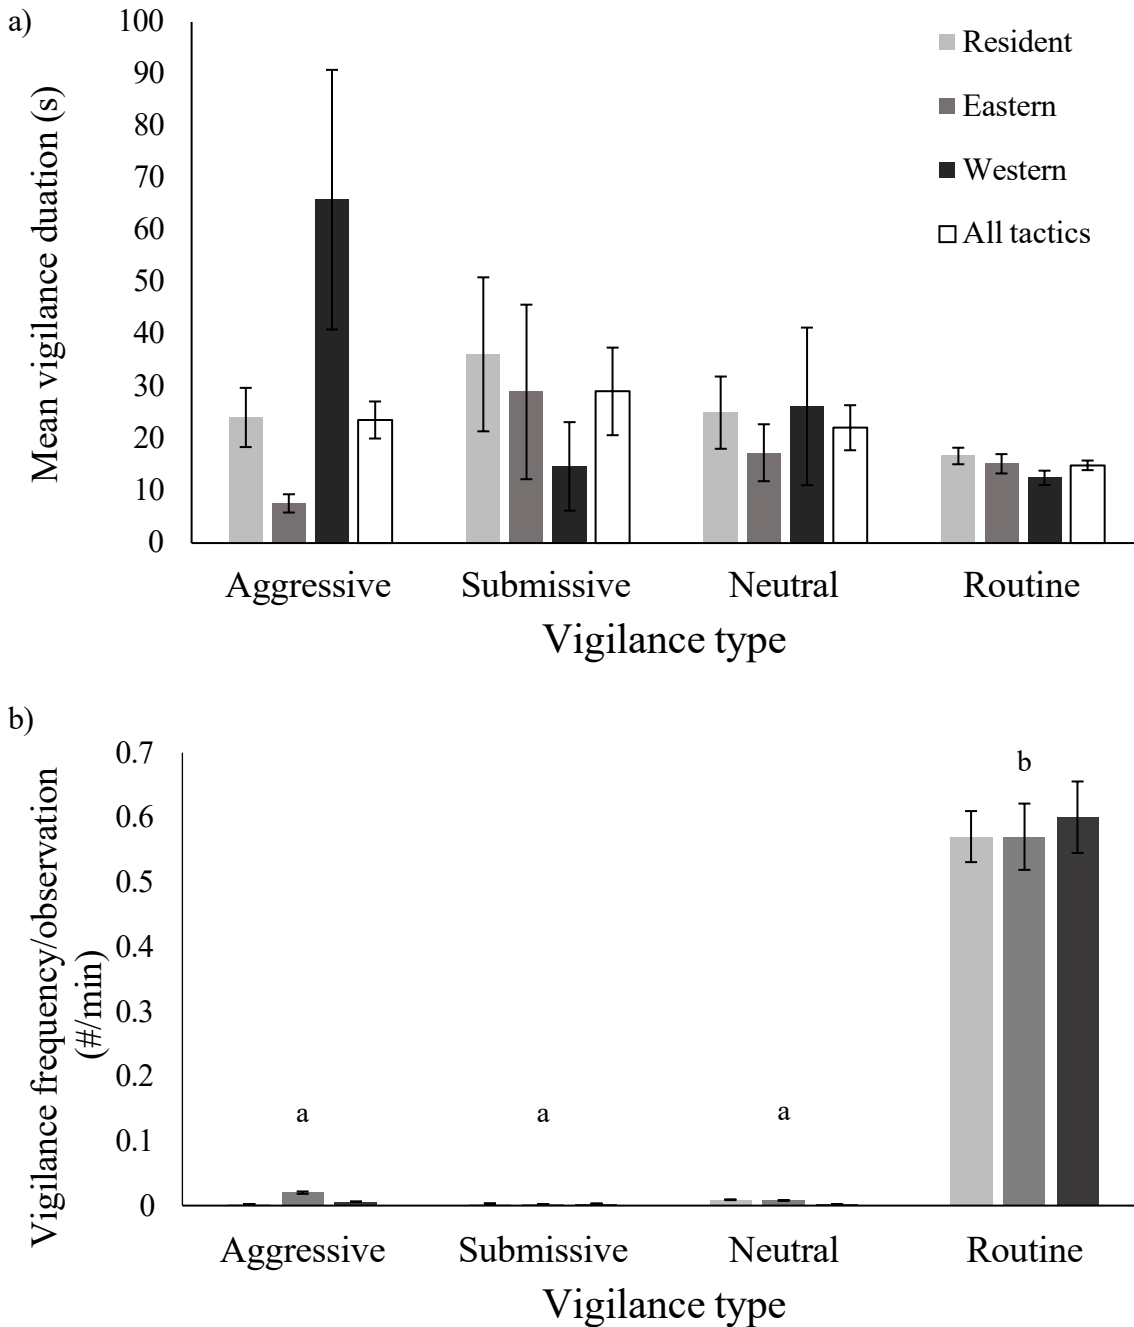 a)
Mean vigilance duation (s)
100
90
80
70
60
50
40
30
20
10
0
Resident
Eastern
Western
All tactics
Aggressive Submissive Neutral Routine
Vigilance type
b)
Vigilance frequency/observation
(#/min)
0.7
0.6
0.5
0.4
0.3
0.2
0.1
0
a a a b
Aggressive Submissive Neutral Routine
Vigilance type